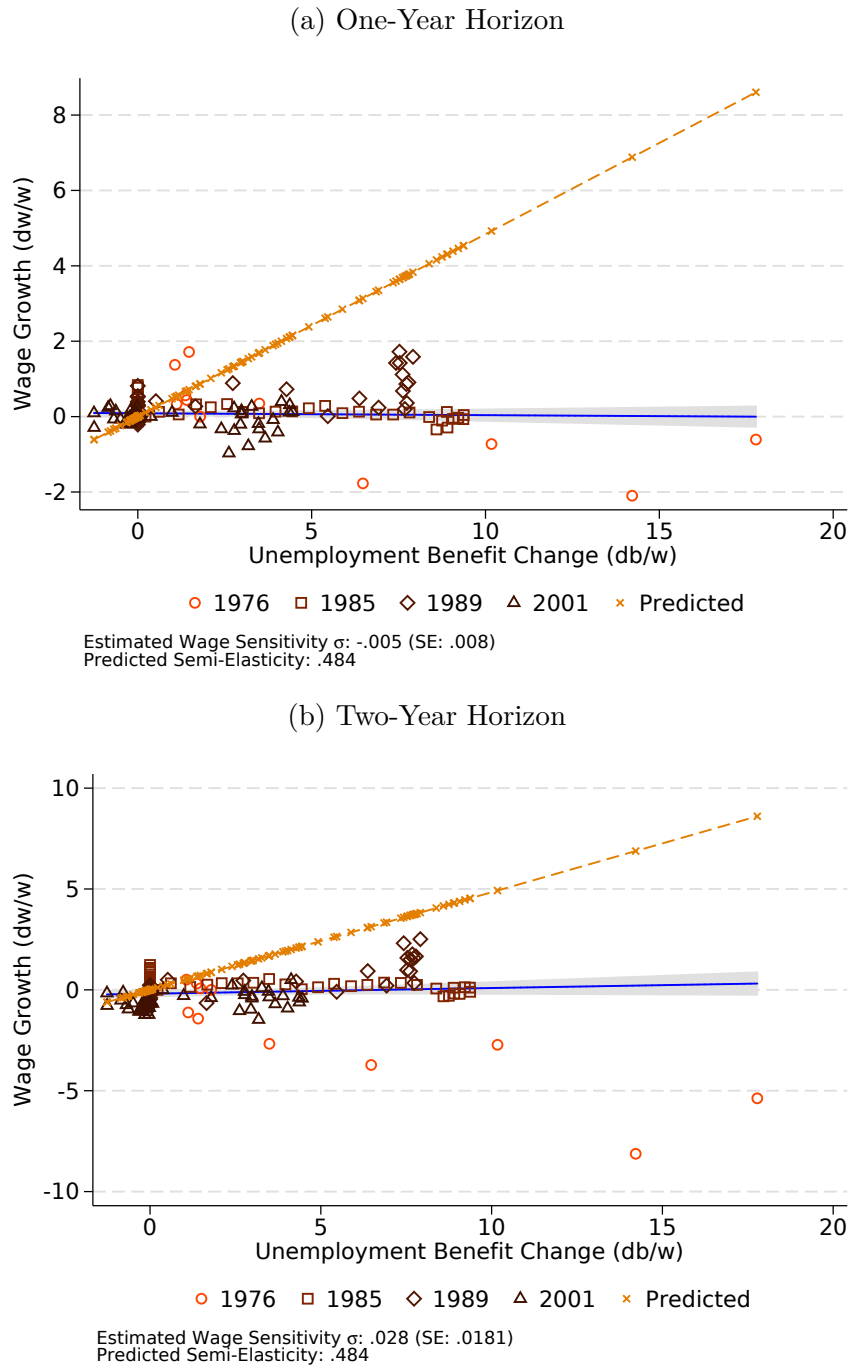 (a) One-Year Horizon
8
6
4
2
0
-2
Wage Growth (dw/w)
0 5 10 15 20
Unemployment Benefit Change (db/w)
1976 1985 1989 2001 Predicted
Estimated Wage Sensitivity σ: -.005 (SE: .008)
Predicted Semi-Elasticity: .484
(b) Two-Year Horizon
10
5
0
-5
-10
Wage Growth (dw/w)
0 5 10 15 20
Unemployment Benefit Change (db/w)
1976 1985 1989 2001 Predicted
Estimated Wage Sensitivity σ: .028 (SE: .0181)
Predicted Semi-Elasticity: .484